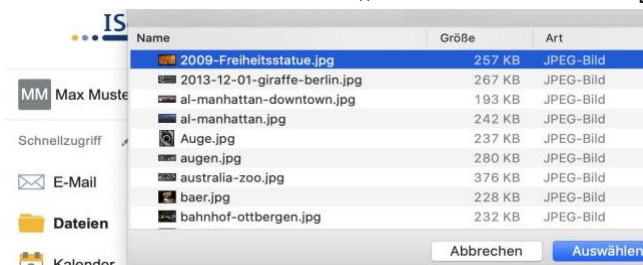 IS
MM Max Muste
Schnellzugriff
E-Mail
Dateien
Kalender
Name Größe Art
2009-Freiheitsstatue.jpg 257 KB JPEG-Bild
2013-12-01-giraffe-berlin.jpg 267 KB JPEG-Bild
al-manhattan-downtown.jpg 193 KB JPEG-Bild
al-manhattan.jpg 242 KB JPEG-Bild
Auge.jpg 237 KB JPEG-Bild
augen.jpg 280 KB JPEG-Bild
australia-zoo.jpg 376 KB JPEG-Bild
baer.jpg 228 KB JPEG-Bild
bahnhof-ottbergen.jpg 232 KB JPEG-Bild
Abbrechen Auswählen